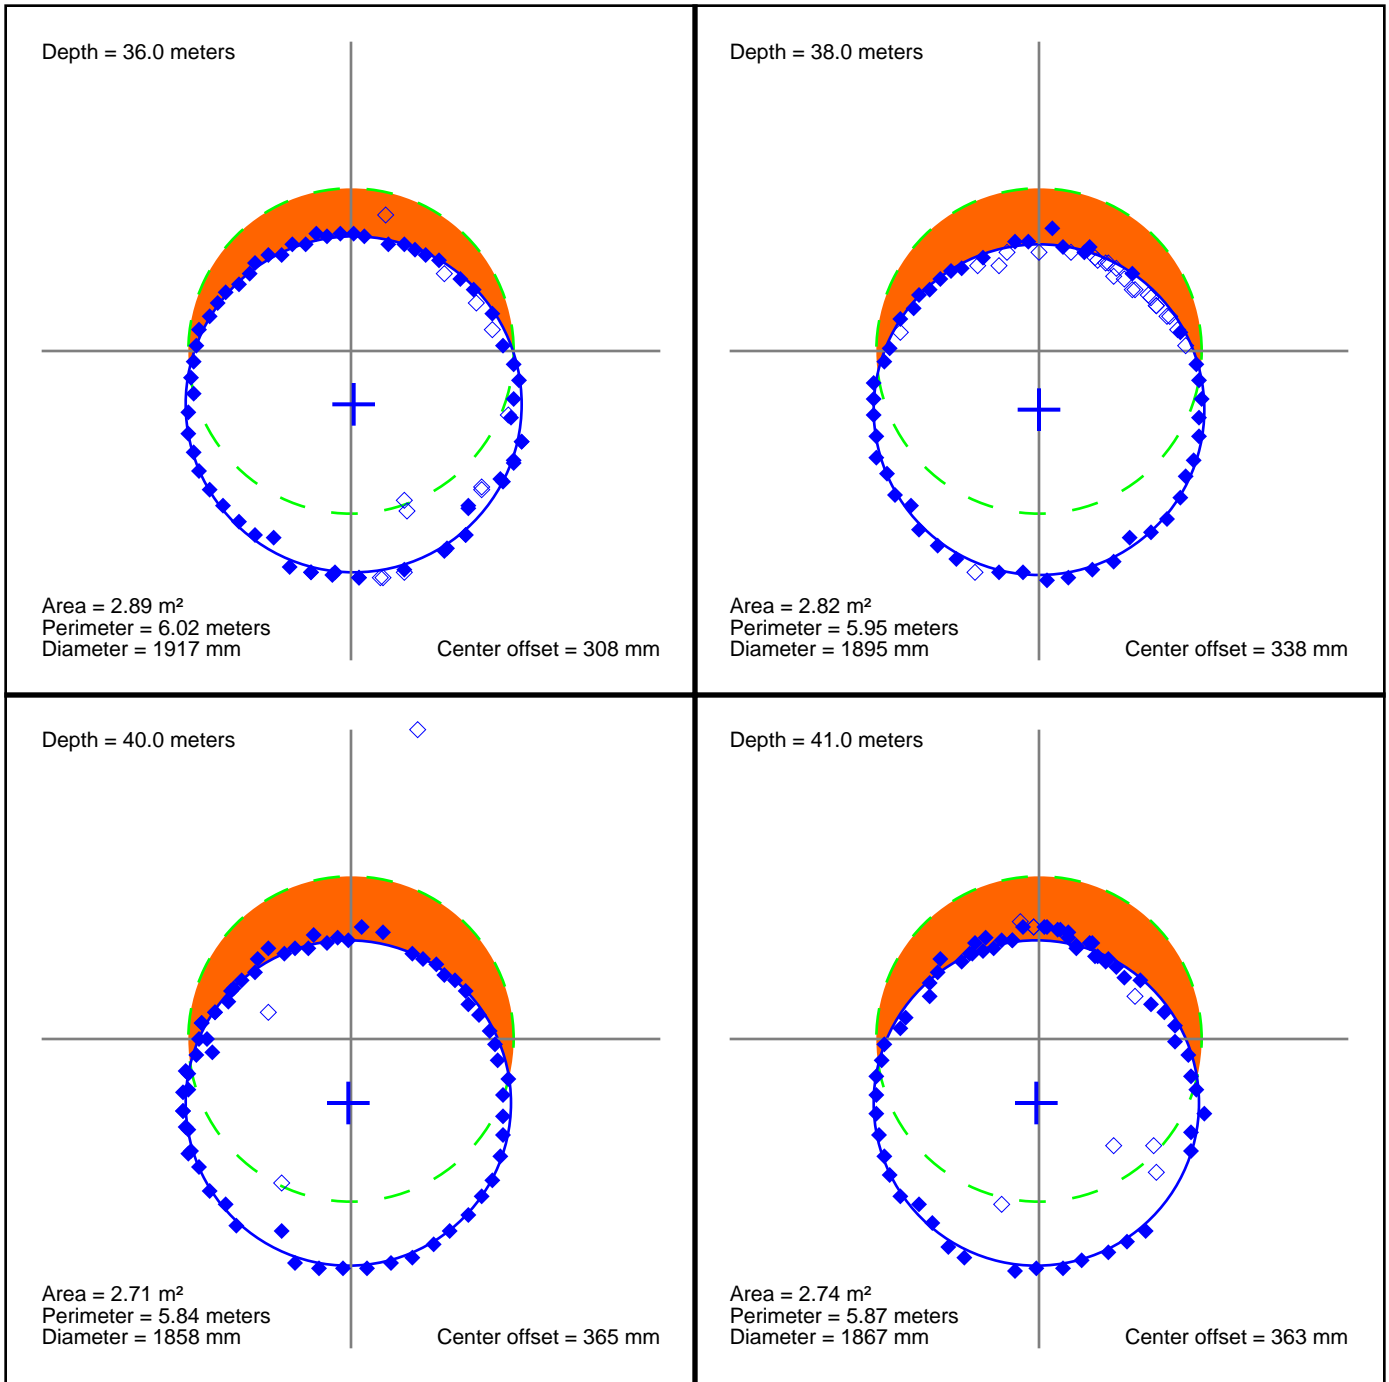 Depth = 36.0 meters
Area = 2.89 m²
Perimeter = 6.02 meters
Diameter = 1917 mm
Center offset = 308 mm
Depth = 38.0 meters
Area = 2.82 m²
Perimeter = 5.95 meters
Diameter = 1895 mm
Center offset = 338 mm
Depth = 40.0 meters
Area = 2.71 m²
Perimeter = 5.84 meters
Diameter = 1858 mm
Center offset = 365 mm
Depth = 41.0 meters
Area = 2.74 m²
Perimeter = 5.87 meters
Diameter = 1867 mm
Center offset = 363 mm